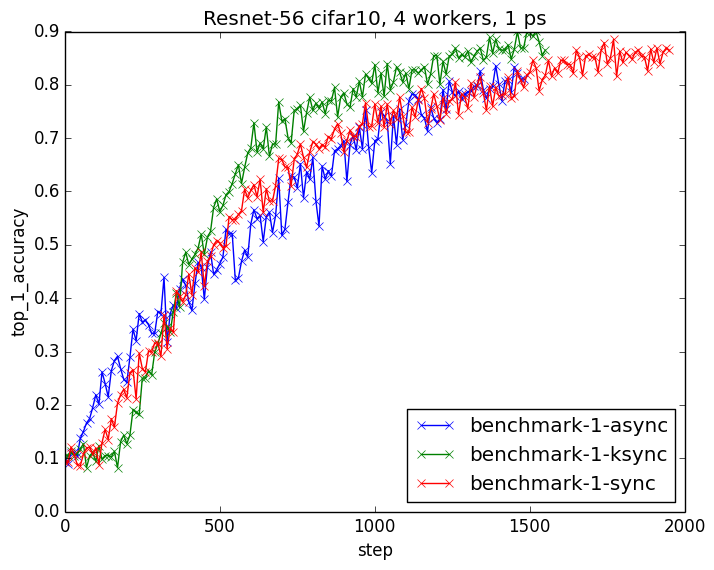 Resnet-56 cifar10, 4 workers, 1 ps
top_1_accuracy
0.9
0.8
0.7
0.6
0.5
0.4
0.3
0.2
0.1
0.0
0
500
1000
1500
2000
step
benchmark-1-async
benchmark-1-ksync
benchmark-1-sync